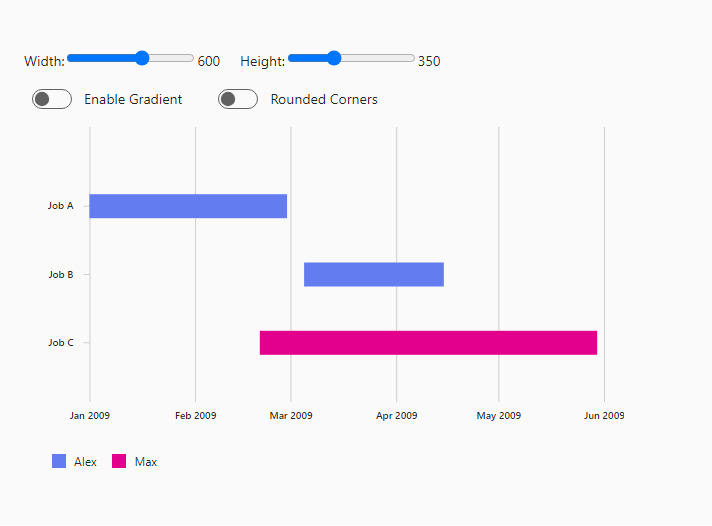 Width: 600 Height: 350
Enable Gradient Rounded Corners
Job A
Job B
Job C
Jan 2009 Feb 2009 Mar 2009 Apr 2009 May 2009 Jun 2009
Alex Max